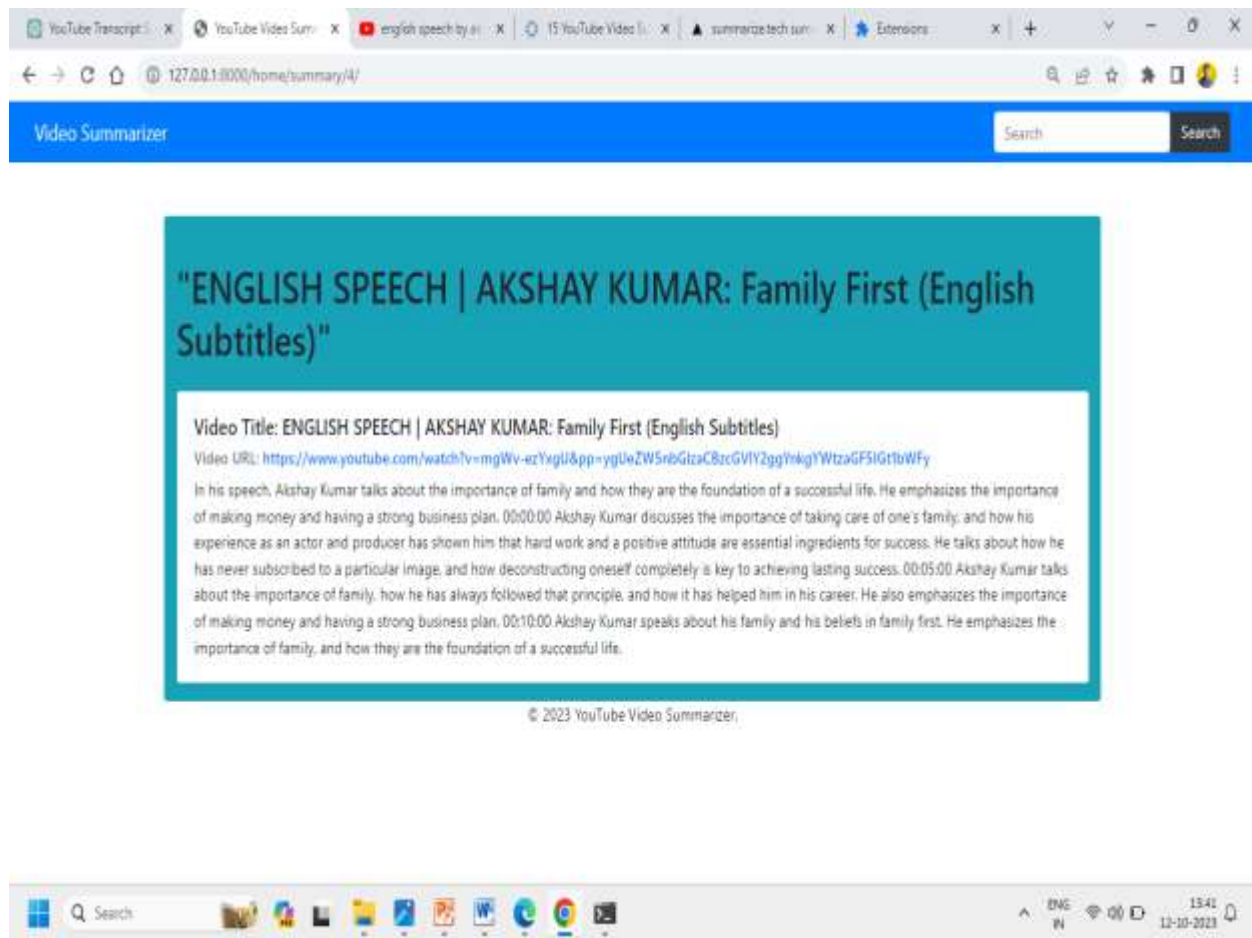 YouTube Transcript S
YouTube Video Sum
english speech by a
15 YouTube Video S
summarize.tech sum
Extensions
127.0.0.1:8000/home/summary/4/
Video Summarizer
Search
Search
"ENGLISH SPEECH | AKSHAY KUMAR: Family First (English
Subtitles)"
Video Title: ENGLISH SPEECH | AKSHAY KUMAR: Family First (English Subtitles)
Video URL:
In his speech, Akshay Kumar talks about the importance of family and how they are the foundation of a successful life. He emphasizes the importance
of making money and having a strong business plan. 00:00:00 Akshay Kumar discusses the importance of taking care of one's family, and how his
experience as an actor and producer has shown him that hard work and a positive attitude are essential ingredients for success. He talks about how he
has never subscribed to a particular image, and how deconstructing oneself completely is key to achieving lasting success. 00:05:00 Akshay Kumar talks
about the importance of family, how he has always followed that principle, and how it has helped him in his career. He also emphasizes the importance
of making money and having a strong business plan. 00:10:00 Akshay Kumar speaks about his family and his beliefs in family first. He emphasizes the
importance of family, and how they are the foundation of a successful life.
© 2023 YouTube Video Summarizer.
Search
ENG
IN
13:41
12-10-2023